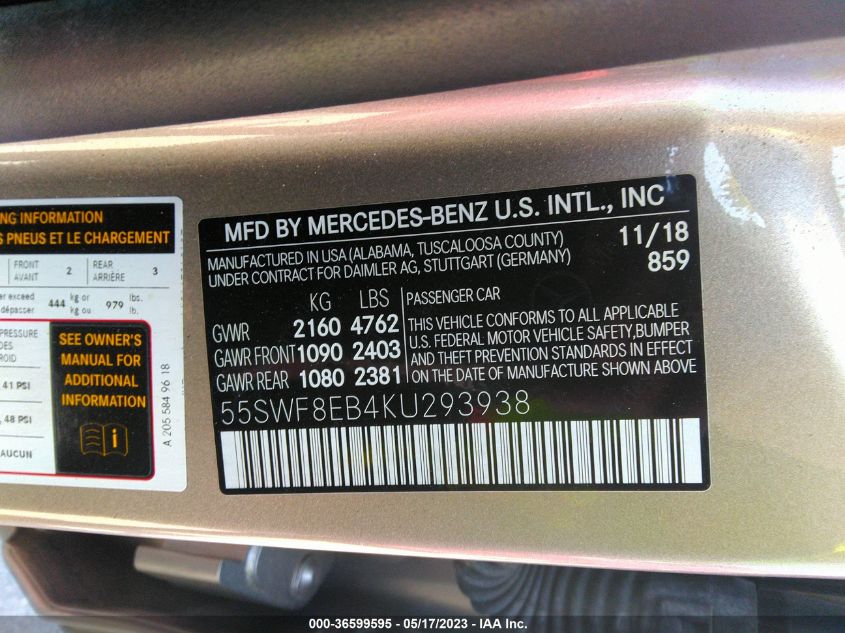 NG INFORMATION
S PNEUS ET LE CHARGEMENT
FRONT
AVANT
2
REAR
ARRIÈRE
3
er exceed
dépasser
444
kg or
kg ou
979
lbs.
lb.
PRESSURE
DES
ROID
41 PSI
48 PSI
AUCUN
SEE OWNER'S
MANUAL FOR
ADDITIONAL
INFORMATION
i
A 205 584 96 18
MFD BY MERCEDES-BENZ U.S. INTL., INC
MANUFACTURED IN USA (ALABAMA, TUSCALOOSA COUNTY)
UNDER CONTRACT FOR DAIMLER AG, STUTTGART (GERMANY)
11/18
859
KG LBS
GVWR 2160 4762
GAWR FRONT 1090 2403
GAWR REAR 1080 2381
PASSENGER CAR
THIS VEHICLE CONFORMS TO ALL APPLICABLE
U.S. FEDERAL MOTOR VEHICLE SAFETY,BUMPER
AND THEFT PREVENTION STANDARDS IN EFFECT
ON THE DATE OF MANUFACTURE SHOWN ABOVE
55SWF8EB4KU293938
000-36599595 - 05/17/2023 - IAA Inc.